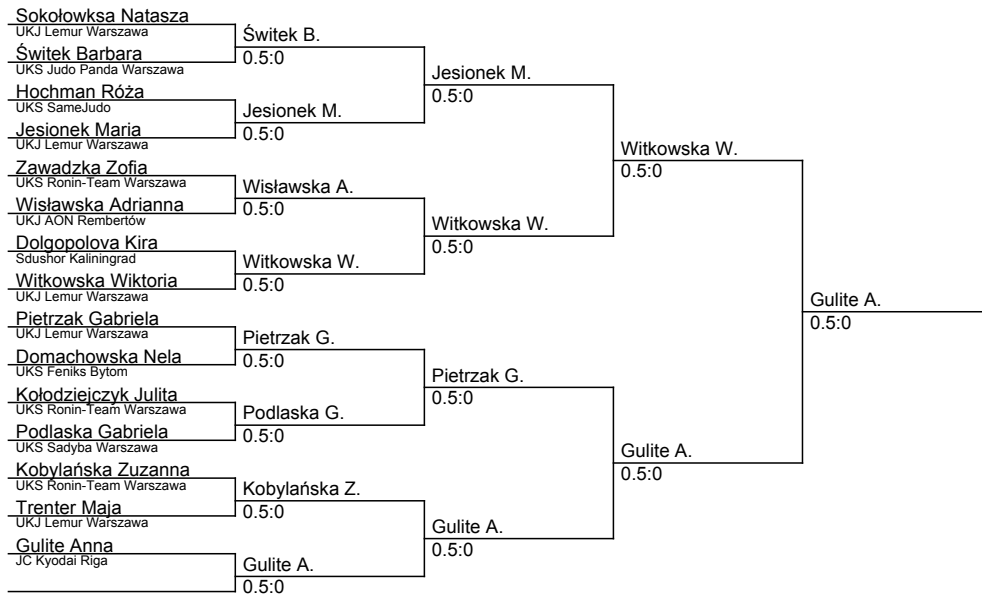 Sokołowksa Natasza
UKJ Lemur Warszawa
Świtek Barbara
UKS Judo Panda Warszawa
Hochman Róża
UKS SameJudo
Jesionek Maria
UKJ Lemur Warszawa
Zawadzka Zofia
UKS Ronin-Team Warszawa
Wisławska Adrianna
UKJ AON Rembertów
Dolgopolova Kira
Sdushor Kaliningrad
Witkowska Wiktoria
UKJ Lemur Warszawa
Pietrzak Gabriela
UKJ Lemur Warszawa
Domachowska Nela
UKS Feniks Bytom
Kołodziejczyk Julita
UKS Ronin-Team Warszawa
Podlaska Gabriela
UKS Sadyba Warszawa
Kobylańska Zuzanna
UKS Ronin-Team Warszawa
Trenter Maja
UKJ Lemur Warszawa
Gulite Anna
JC Kyodai Riga
Świtek B.
0.5:0
Jesionek M.
0.5:0
Wisławska A.
0.5:0
Witkowska W.
0.5:0
Pietrzak G.
0.5:0
Podlaska G.
0.5:0
Kobylańska Z.
0.5:0
Gulite A.
0.5:0
Jesionek M.
0.5:0
Witkowska W.
0.5:0
Pietrzak G.
0.5:0
Gulite A.
0.5:0
Witkowska W.
0.5:0
Gulite A.
0.5:0
Gulite A.
0.5:0